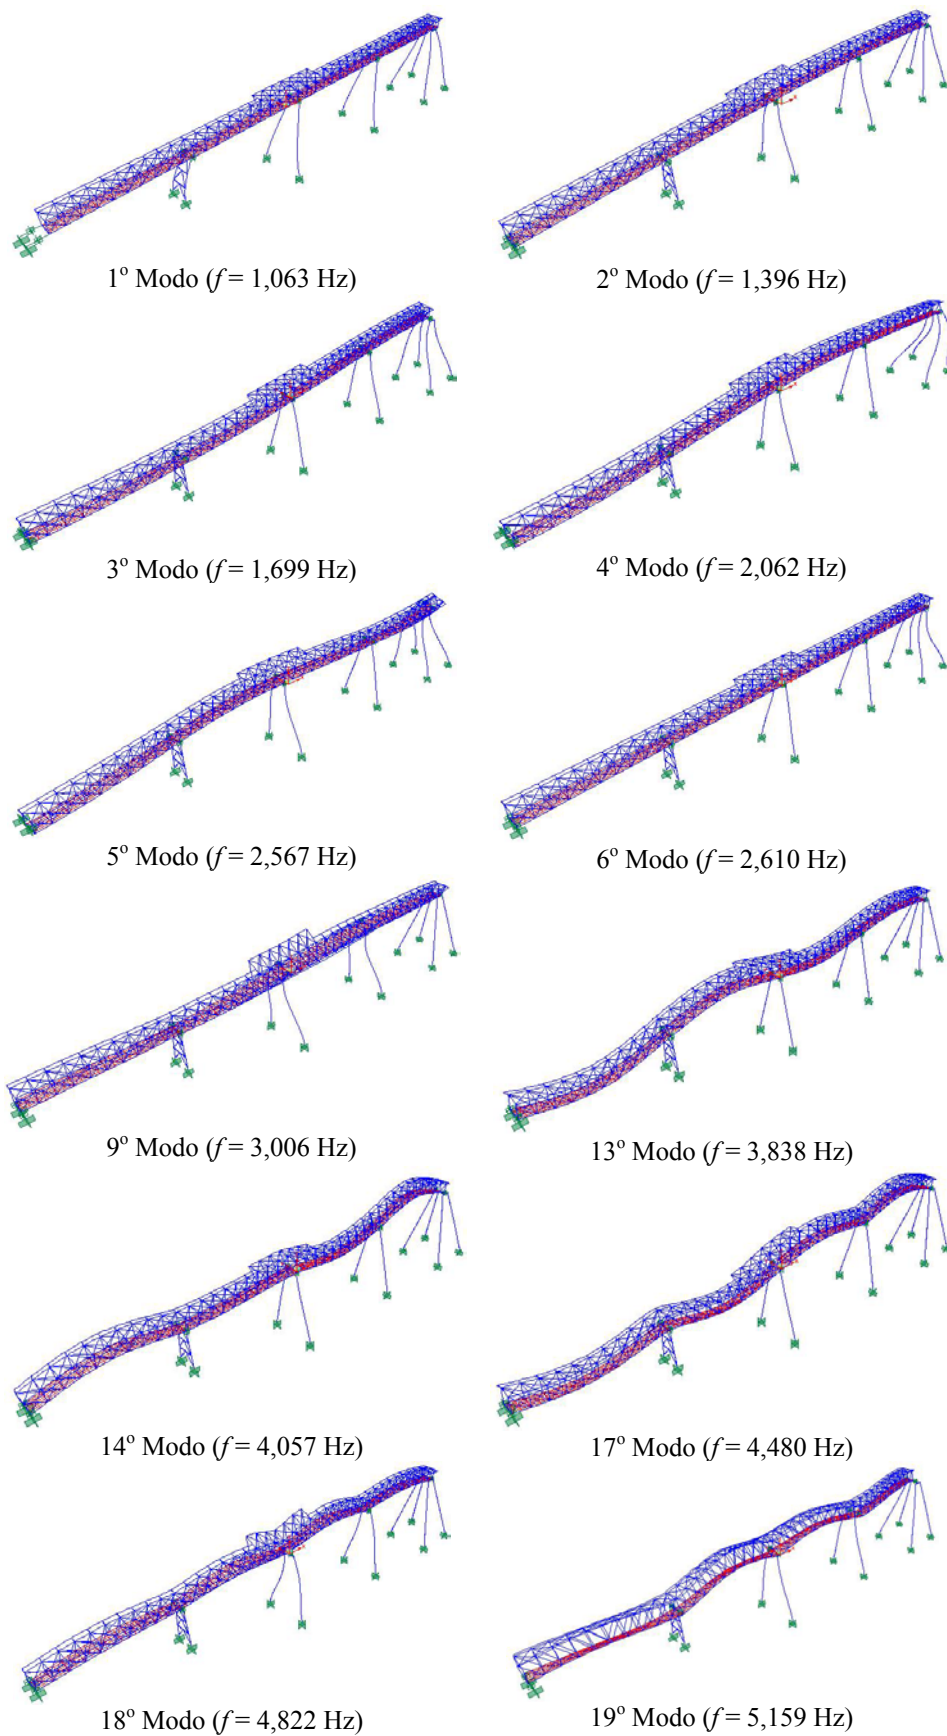 1º Modo (f = 1,063 Hz)
2º Modo (f = 1,396 Hz)
3º Modo (f = 1,699 Hz)
4º Modo (f = 2,062 Hz)
5º Modo (f = 2,567 Hz)
6º Modo (f = 2,610 Hz)
9º Modo (f = 3,006 Hz)
13º Modo (f = 3,838 Hz)
14º Modo (f = 4,057 Hz)
17º Modo (f = 4,480 Hz)
18º Modo (f = 4,822 Hz)
19º Modo (f = 5,159 Hz)